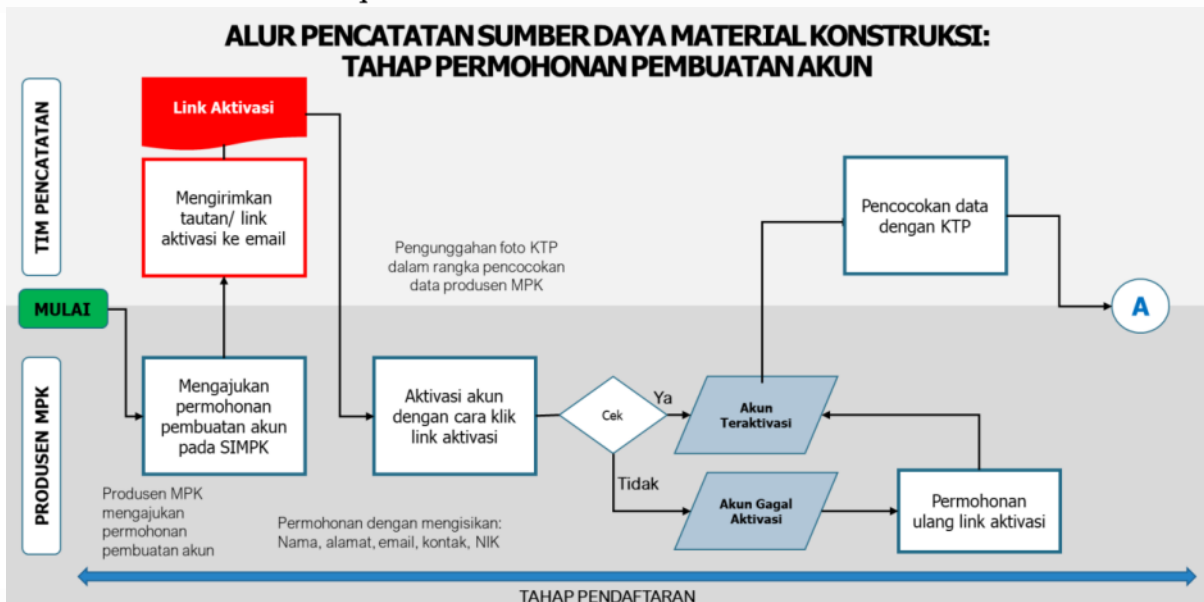 ALUR PENCATATAN SUMBER DAYA MATERIAL KONSTRUKSI:
TAHAP PERMOHONAN PEMBUATAN AKUN
TIM PENCATATAN
Link Aktivasi
Mengirimkan
tautan/ link
aktivasi ke email
Pengunggahan foto KTP
dalam rangka pencocokan
data produsen MPK
Pencocokan data
dengan KTP
MULAI
A
PRODUSEN MPK
Mengajukan
permohonan
pembuatan akun
pada SIMPK
Aktivasi akun
dengan cara klik
link aktivasi
Cek
Ya
Akun
Teraktivasi
Tidak
Akun Gagal
Aktivasi
Permohonan
ulang link aktivasi
Produsen MPK
mengajukan
permohonan
pembuatan akun
Permohonan dengan mengisikan:
Nama, alamat, email, kontak, NIK
TAHAP PENDAFTARAN